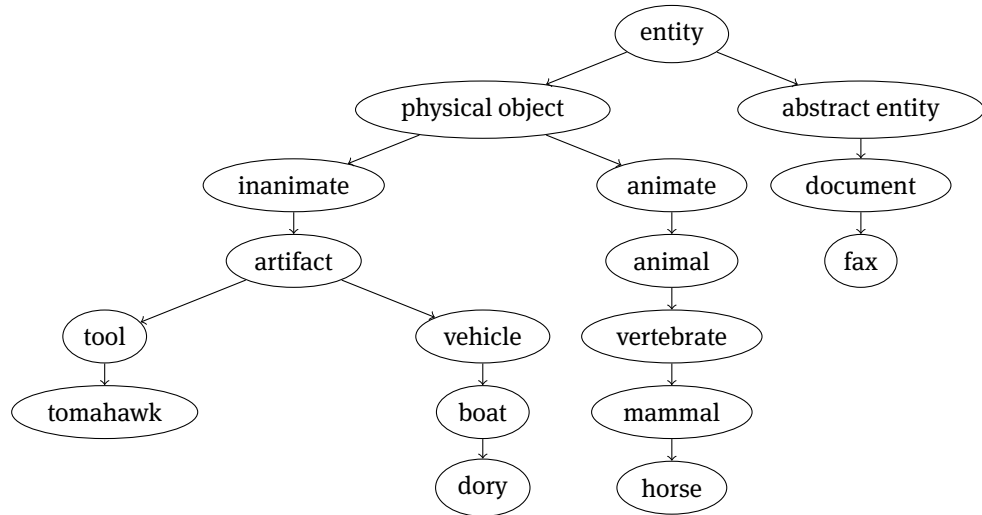 entity
physical object
abstract entity
inanimate
animate
document
artifact
animal
fax
tool
vehicle
vertebrate
tomahawk
boat
mammal
dory
horse